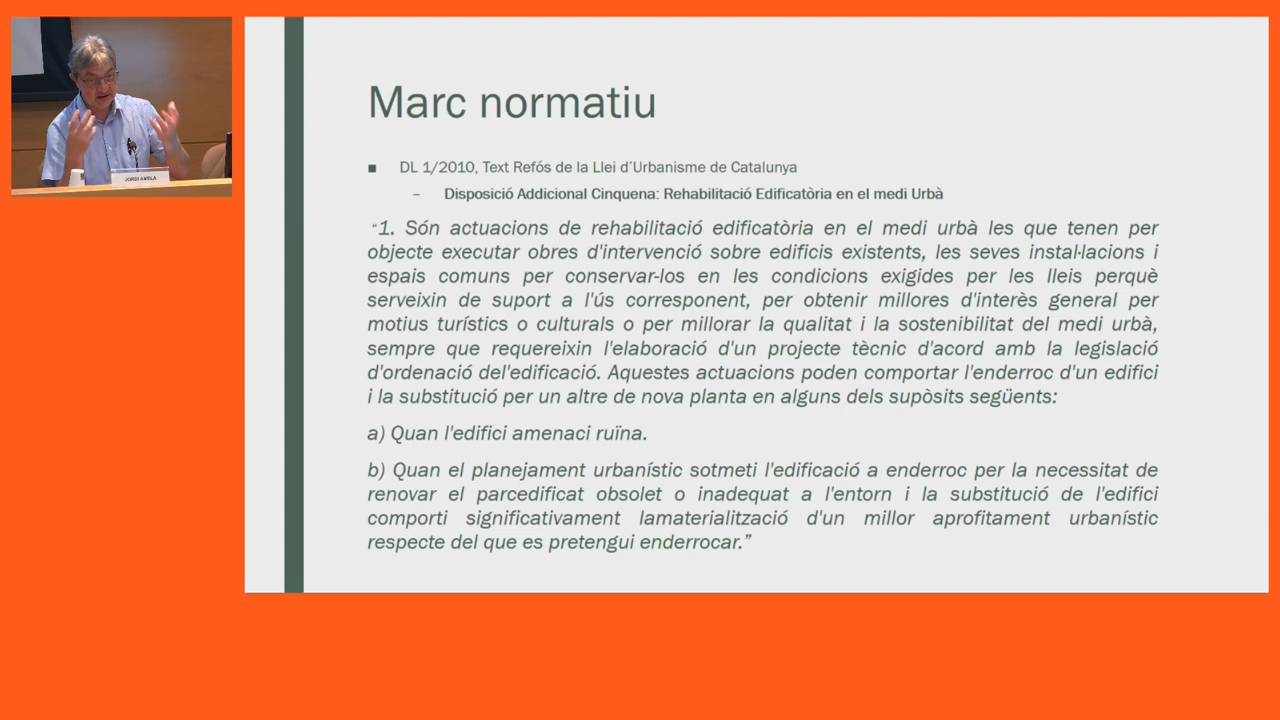 JORDI AMELA
Marc normatiu
■ DL 1/2010, Text Refós de la Llei d'Urbanisme de Catalunya
– Disposició Addicional Cinquena: Rehabilitació Edificatòria en el medi Urbà
“1. Són actuacions de rehabilitació edificatòria en el medi urbà les que tenen per
objecte executar obres d'intervenció sobre edificis existents, les seves instal·lacions i
espais comuns per conservar-los en les condicions exigides per les lleis perquè
serveixin de suport a l'ús corresponent, per obtenir millores d'interès general per
motius turístics o culturals o per millorar la qualitat i la sostenibilitat del medi urbà,
sempre que requereixin l'elaboració d'un projecte tècnic d'acord amb la legislació
d'ordenació del'edificació. Aquestes actuacions poden comportar l'enderroc d'un edifici
i la substitució per un altre de nova planta en alguns dels supòsits següents:
a) Quan l'edifici amenaci ruïna.
b) Quan el planejament urbanístic sotmeti l'edificació a enderroc per la necessitat de
renovar el parcedificat obsolet o inadequat a l'entorn i la substitució de l'edifici
comporti significativament lamaterialització d'un millor aprofitament urbanístic
respecte del que es pretengui enderrocar.”